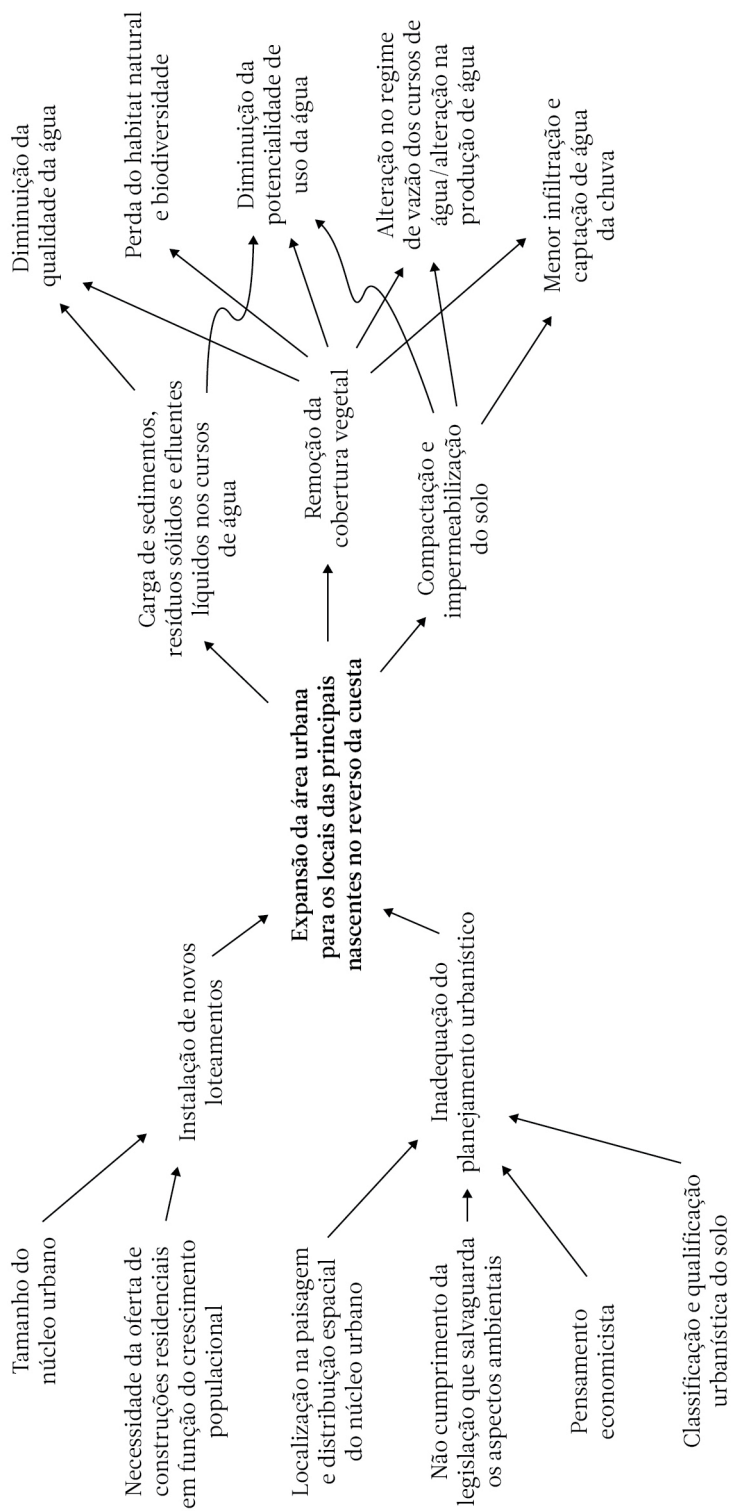 Tamanho do
núcleo urbano
Necessidade da oferta de
construções residenciais
em função do crescimento
populacional
Localização na paisagem
e distribuição espacial
do núcleo urbano
Não cumprimento da
legislação que salvaguarda
os aspectos ambientais
Pensamento
economicista
Classificação e qualificação
urbanística do solo
Instalação de novos
loteamentos
Inadequação do
planejamento urbanístico
Expansão da área urbana
para os locais das principais
nascentes no reverso da cuesta
Carga de sedimentos,
resíduos sólidos e efluentes
líquidos nos cursos
de água
Remoção da
cobertura vegetal
Compactação e
impermeabilização
do solo
Diminuição da
qualidade da água
Perda do habitat natural
e biodiversidade
Diminuição da
potencialidade de
uso da água
Alteração no regime
de vazão dos cursos de
água/alteração na
produção de água
Menor infiltração e
captação de água
da chuva